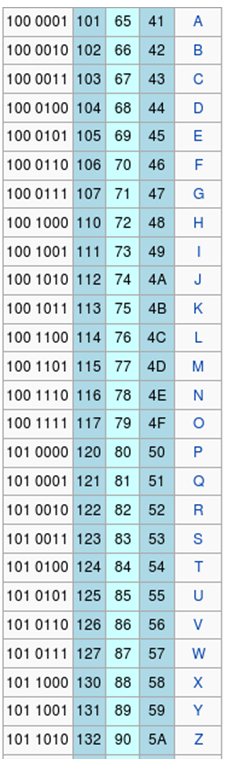 100 0001 101 65 41 A
100 0010 102 66 42 B
100 0011 103 67 43 C
100 0100 104 68 44 D
100 0101 105 69 45 E
100 0110 106 70 46 F
100 0111 107 71 47 G
100 1000 110 72 48 H
100 1001 111 73 49 I
100 1010 112 74 4A J
100 1011 113 75 4B K
100 1100 114 76 4C L
100 1101 115 77 4D M
100 1110 116 78 4E N
100 1111 117 79 4F O
101 0000 120 80 50 P
101 0001 121 81 51 Q
101 0010 122 82 52 R
101 0011 123 83 53 S
101 0100 124 84 54 T
101 0101 125 85 55 U
101 0110 126 86 56 V
101 0111 127 87 57 W
101 1000 130 88 58 X
101 1001 131 89 59 Y
101 1010 132 90 5A Z